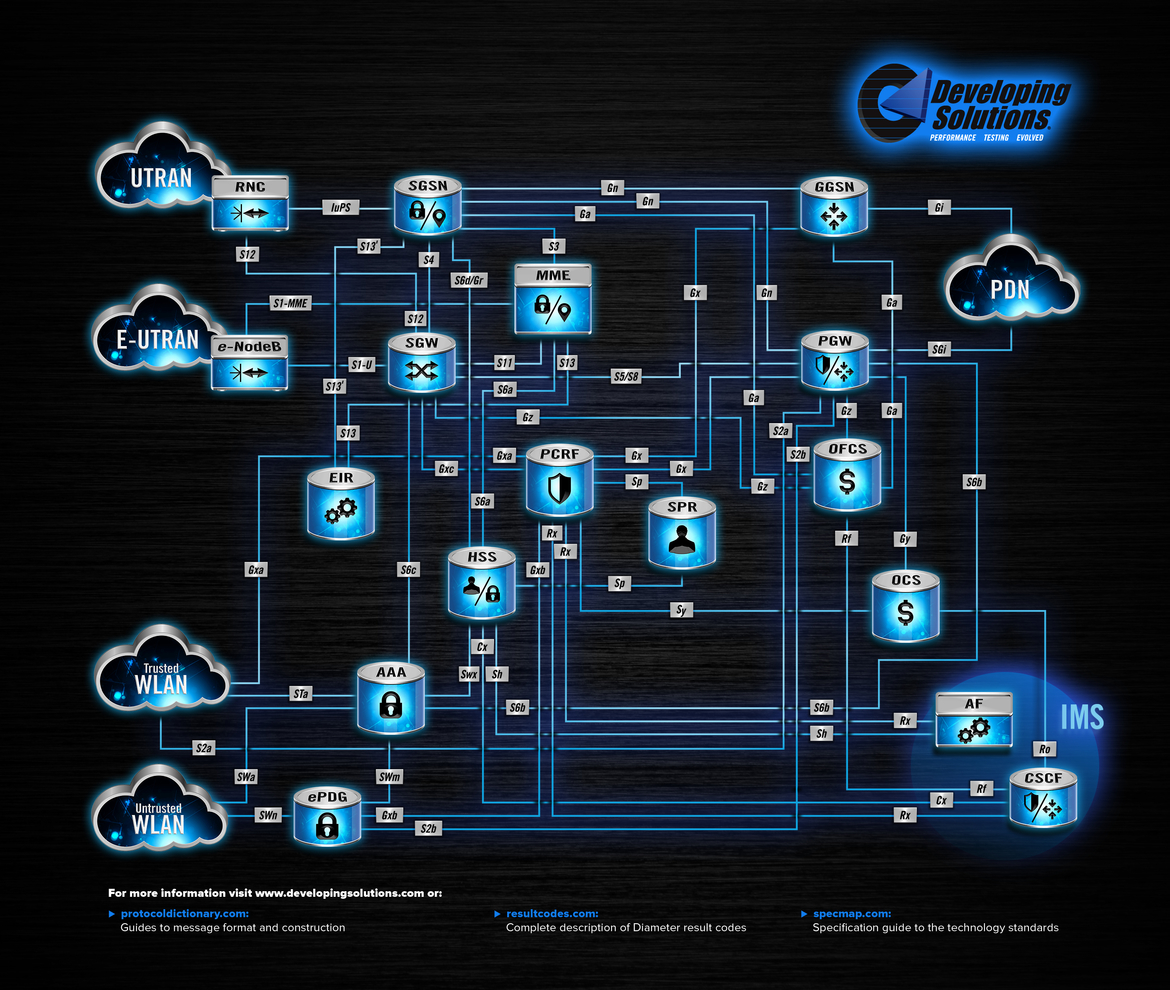 Developing
Solutions®
PERFORMANCE TESTING EVOLVED
UTRAN
RNC
IuPS
SGSN
Gn
Gn
Ga
GGSN
Gi
S12
S13'
S4
S6d/Gr
S3
MME
PDN
S1-MME
Gx
Gn
Ga
E-UTRAN
e-NodeB
S12
SGW
PGW
SGi
S1-U
S11
S13
S13'
S6a
S5/S8
Ga
Gz
Ga
Gz
S13
S2a
Gxc
Gxa
PCRF
Gx
Gx
S2b
OFCS
EIR
Sp
Gz
S6b
S6a
SPR
Rx
Rx
Rf
Gy
HSS
Gxa
S6c
Gxb
Sp
OCS
Sy
Cx
Trusted
WLAN
AAA
Swx
Sh
STa
S6b
S6b
AF
IMS
Rx
Sh
S2a
Ro
SWa
SWm
CSCF
Rf
Untrusted
WLAN
ePDG
Cx
SWn
Gxb
Rx
S2b
For more information visit www.developingsolutions.com or:
protocoldictionary.com:
Guides to message format and construction
resultcodes.com:
Complete description of Diameter result codes
specmap.com:
Specification guide to the technology standards